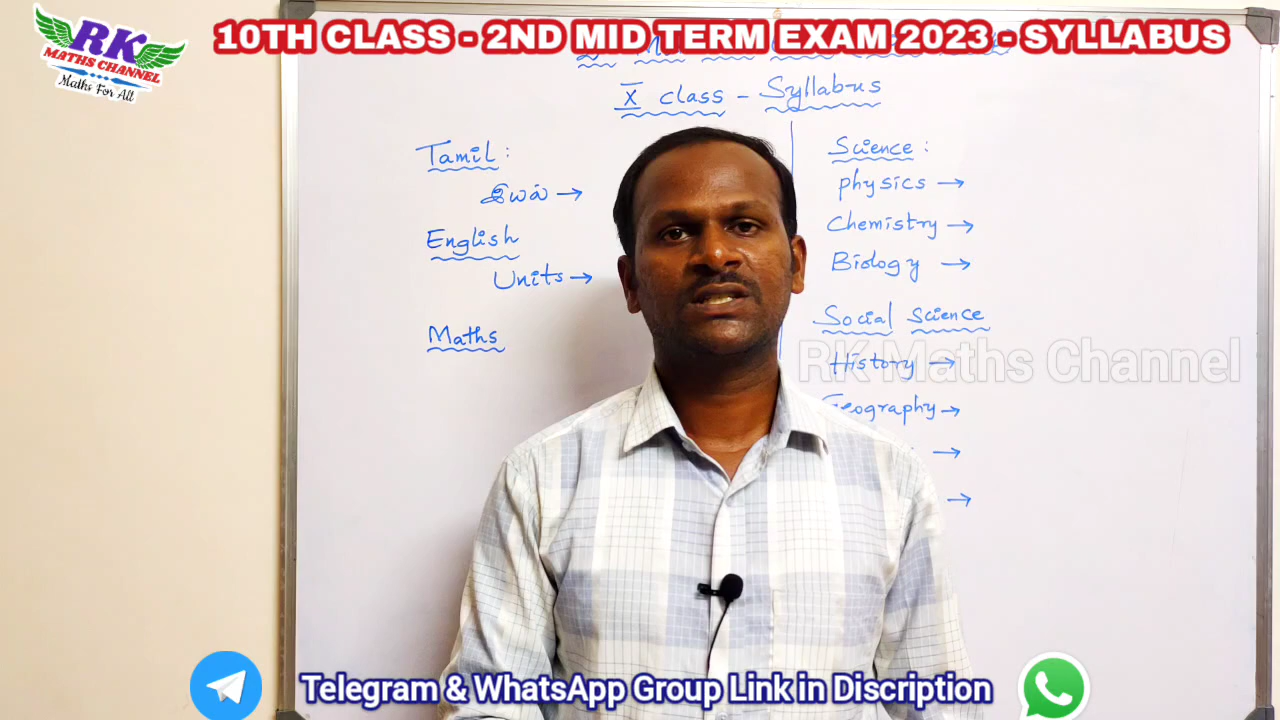 RK
MATHS CHANNEL
Maths For All
10TH CLASS - 2ND MID TERM EXAM 2023 - SYLLABUS
X class - Syllabus
Tamil :
இயல் →
English
Units →
Maths
Science :
physics →
Chemistry →
Biology →
Social Science
History →
Geography →
→
→
RK Maths Channel
Telegram & WhatsApp Group Link in Discription